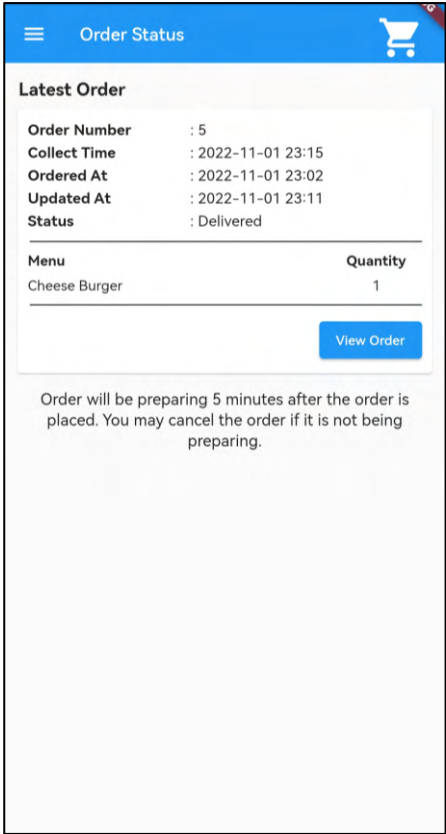 Order Status
Latest Order
Order Number : 5
Collect Time : 2022-11-01 23:15
Ordered At : 2022-11-01 23:02
Updated At : 2022-11-01 23:11
Status : Delivered
Menu Quantity
Cheese Burger 1
View Order
Order will be preparing 5 minutes after the order is
placed. You may cancel the order if it is not being
preparing.